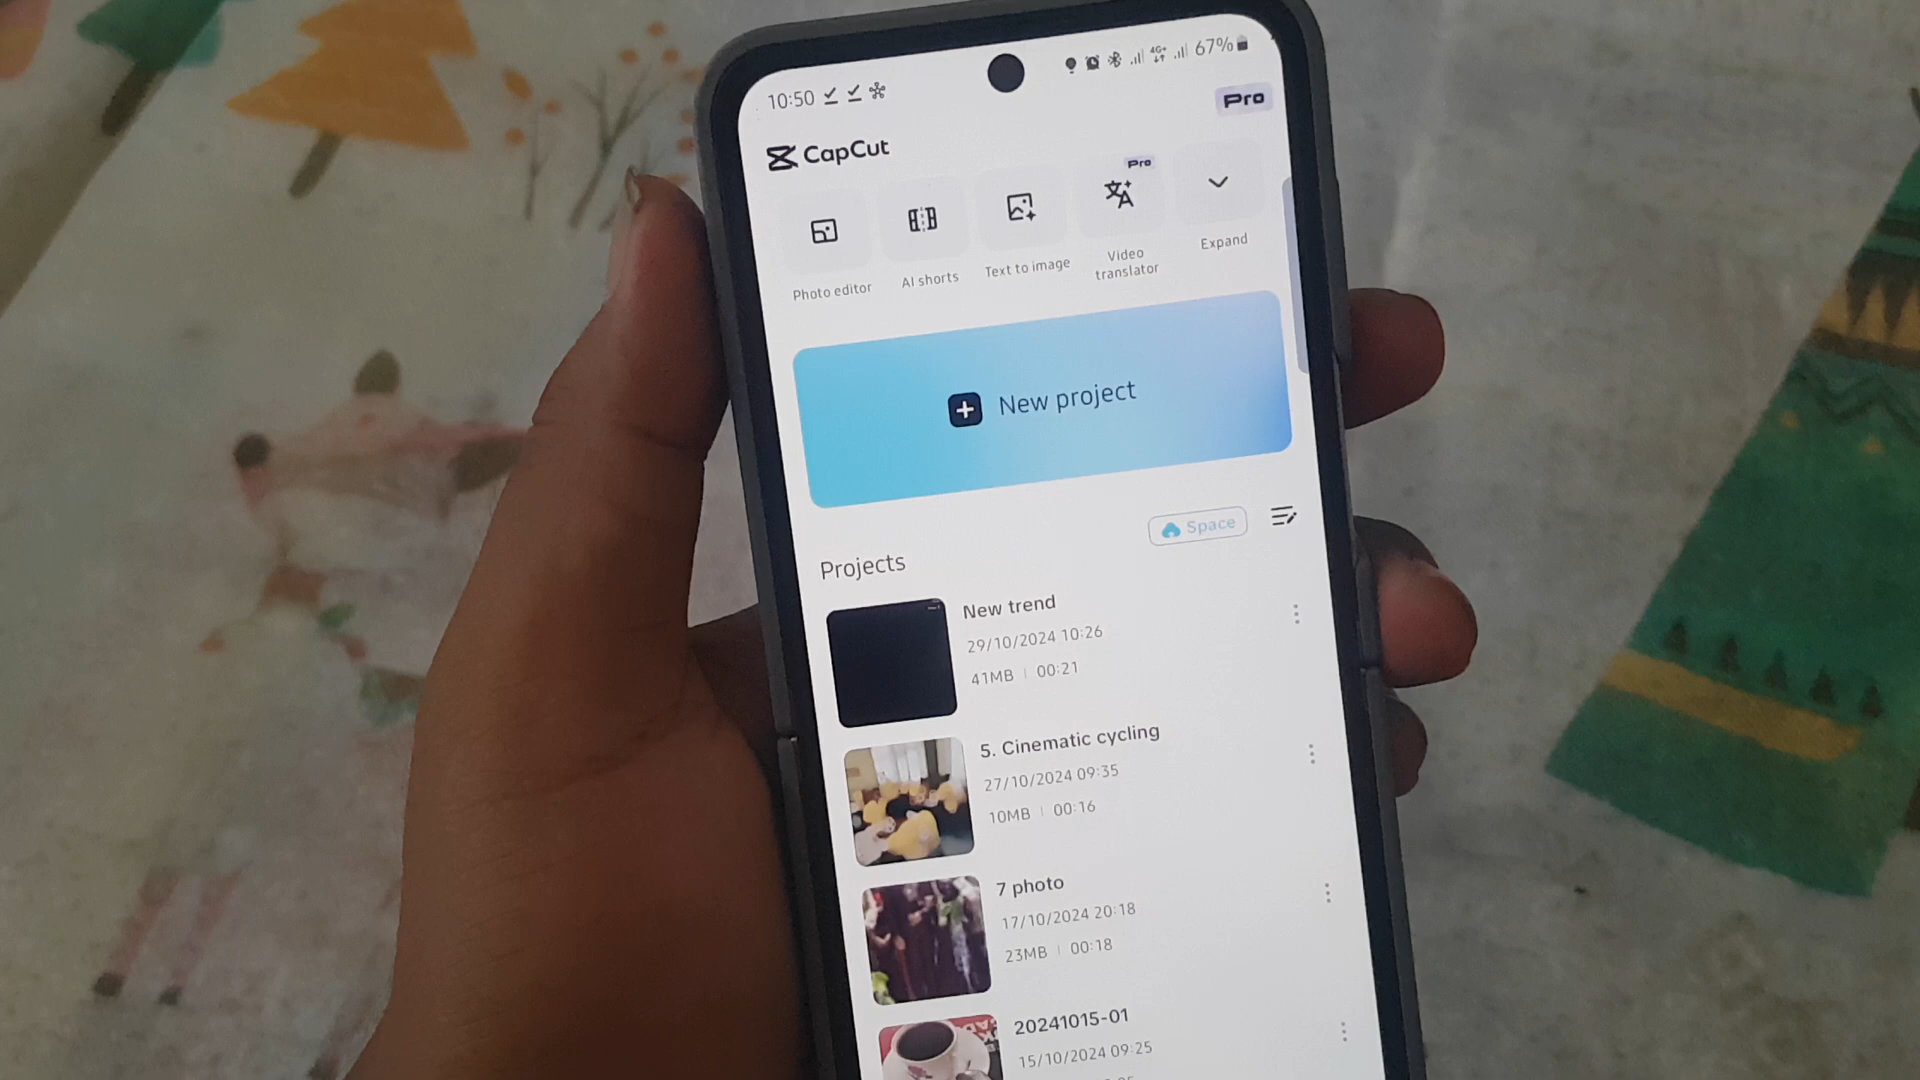 10:50
4G+
67%
Pro
CapCut
Pro
Photo editor
AI shorts
Text to image
Video
translator
Expand
New project
Space
Projects
New trend
29/10/2024 10:26
41MB | 00:21
5. Cinematic cycling
27/10/2024 09:35
10MB | 00:16
7 photo
17/10/2024 20:18
23MB | 00:18
20241015-01
15/10/2024 09:25